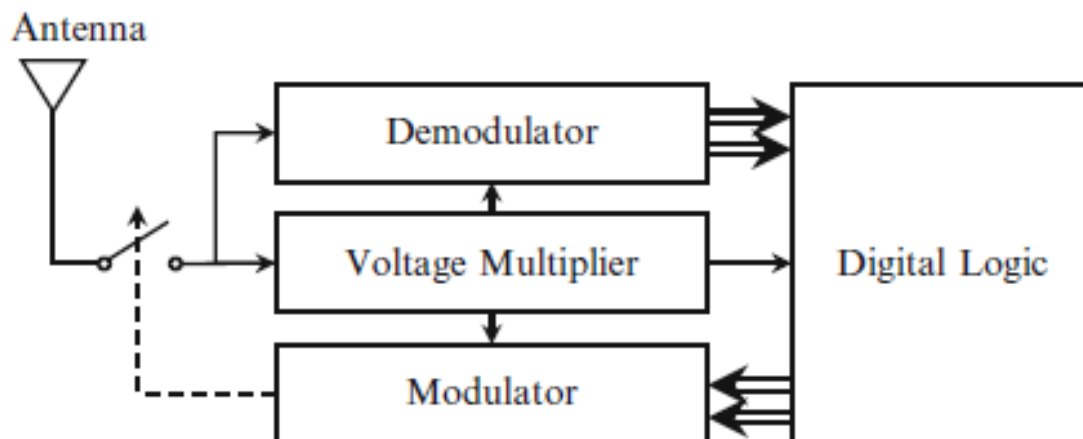 Antenna
Demodulator
Voltage Multiplier
Digital Logic
Modulator